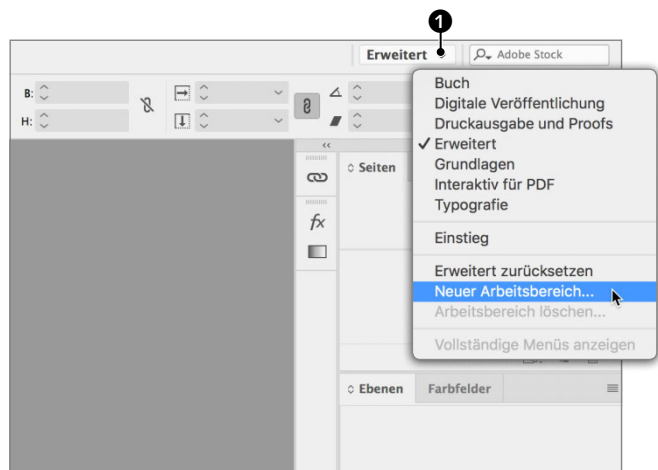 1
Erweitert
Adobe Stock
B:
H:
Buch
Digitale Veröffentlichung
Druckausgabe und Proofs
✓ Erweitert
Grundlagen
Interaktiv für PDF
Typografie
Einstieg
Erweitert zurücksetzen
Neuer Arbeitsbereich...
Arbeitsbereich löschen...
Vollständige Menüs anzeigen
Seiten
fx
Ebenen Farbfelder